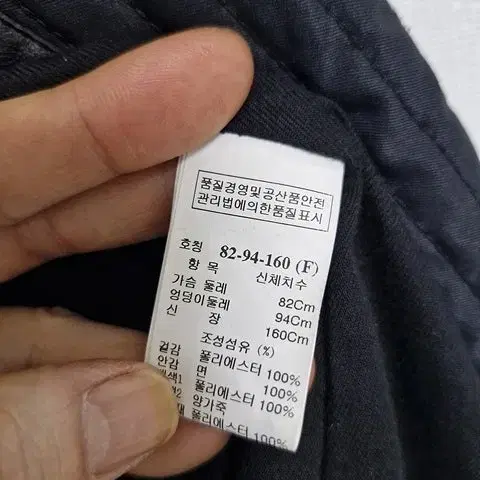 품질경영및공산품안전
관리법에의한품질표시
호칭 82-94-160 (F)
항 목 신체치수
가슴 둘레 82Cm
엉덩이둘레 94Cm
신 장 160Cm
조성섬유 (%)
겉감 폴리에스터 100%
안감 면 100%
배색1 폴리에스터 100%
양가죽
폴리에스터 100%